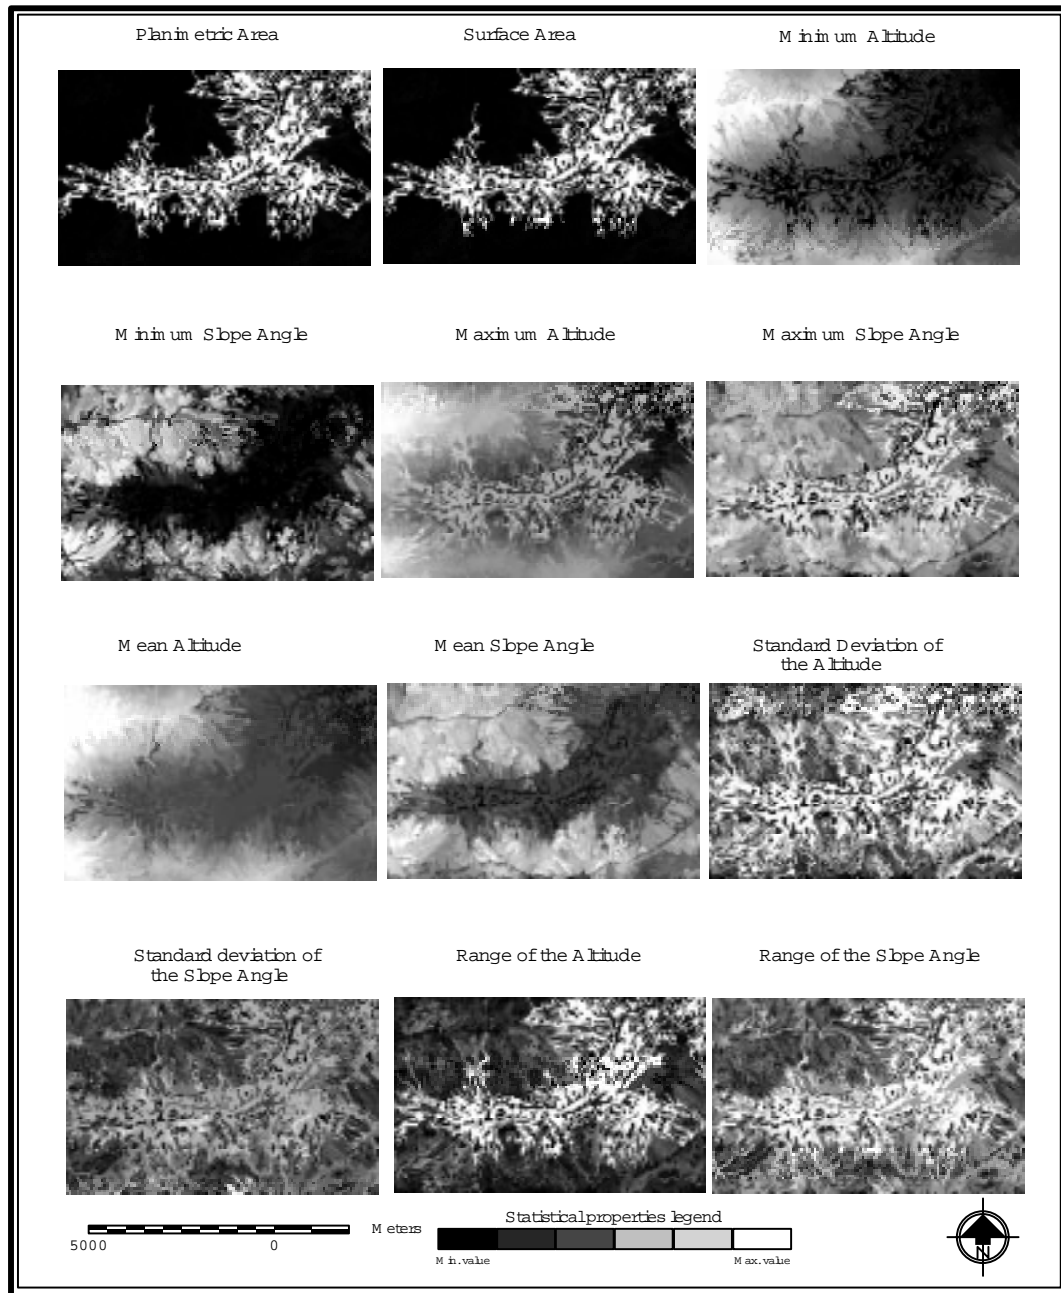 Planimetric Area
Surface Area
Minimum Altitude
Minimum Slope Angle
Maximum Altitude
Maximum Slope Angle
Mean Altitude
Mean Slope Angle
Standard Deviation of
the Altitude
Standard deviation of
the Slope Angle
Range of the Altitude
Range of the Slope Angle
5000
0
Meters
Statistical properties legend
Min. value
Max. value
N